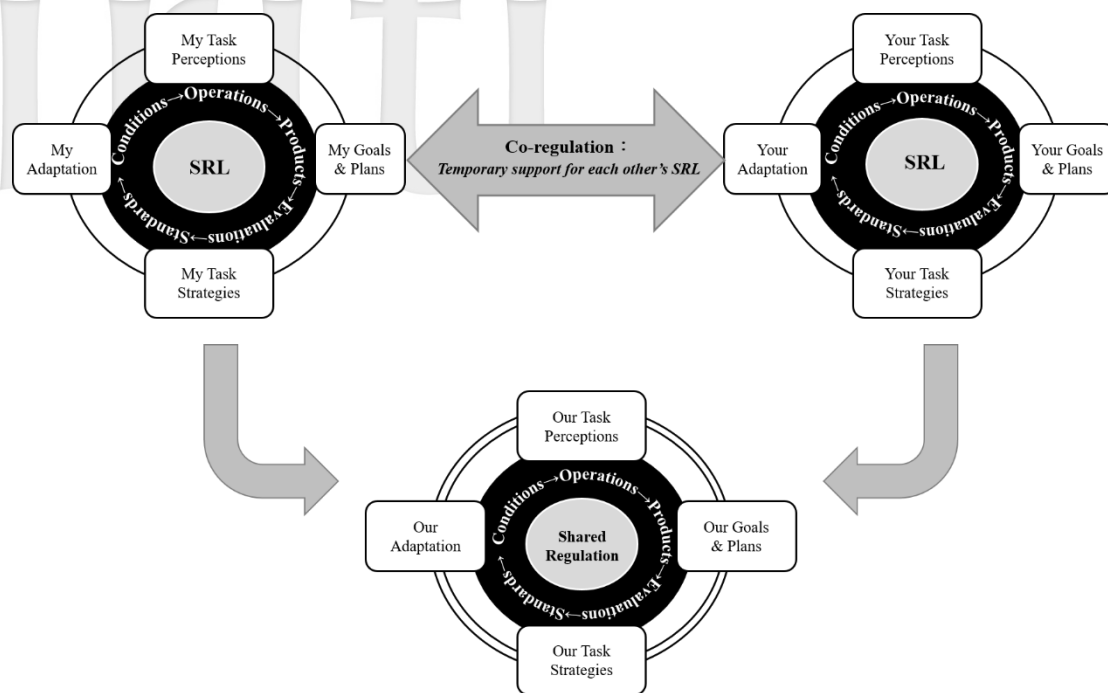 My Task
Perceptions
Conditions→Operations→Products→Evaluations→Standards→
SRL
My
Adaptation
My Goals
& Plans
My Task
Strategies
Co-regulation：
Temporary support for each other's SRL
Your Task
Perceptions
Conditions→Operations→Products→Evaluations→Standards→
SRL
Your
Adaptation
Your Goals
& Plans
Your Task
Strategies
Our Task
Perceptions
Conditions→Operations→Products→Evaluations→Standards→
Shared
Regulation
Our
Adaptation
Our Goals
& Plans
Our Task
Strategies